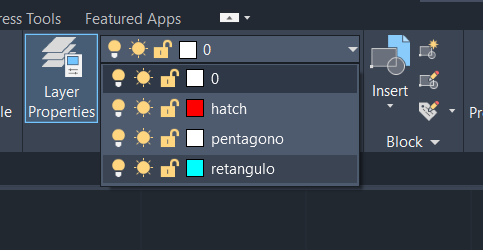 ress Tools Featured Apps
0
Layer
Properties
0
hatch
pentagono
retangulo
Insert
Block
le
Pr